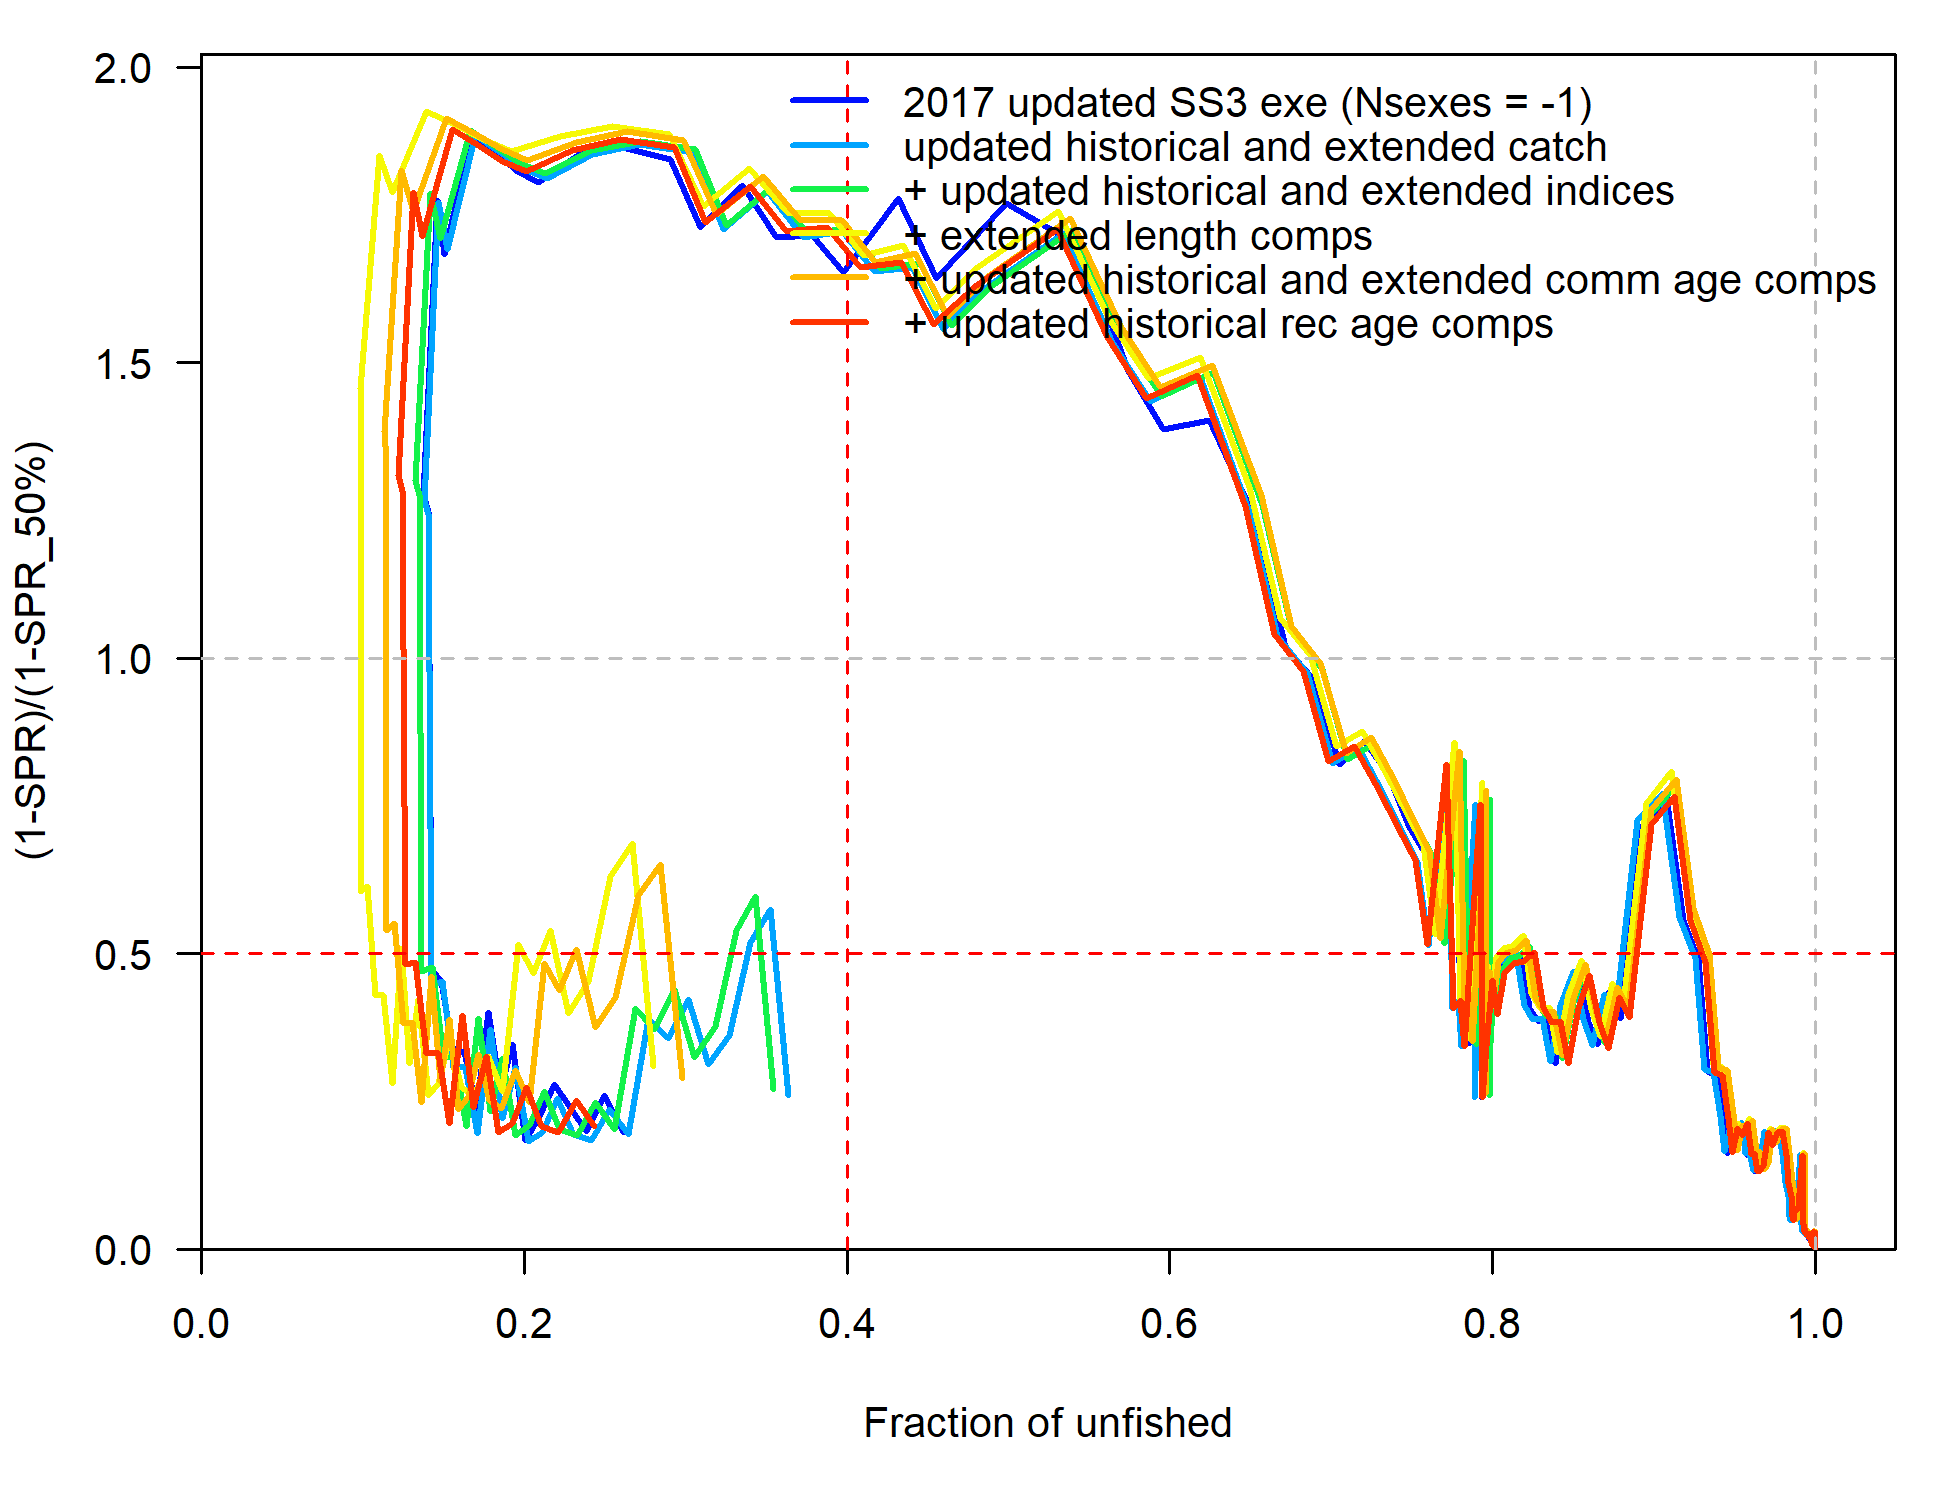 2.0
1.5
1.0
0.5
0.0
(1-SPR)/(1-SPR_50%)
2017 updated SS3 exe (Nsexes = -1)
updated historical and extended catch
+ updated historical and extended indices
+ extended length comps
+ updated historical and extended comm age comps
+ updated historical rec age comps
0.0 0.2 0.4 0.6 0.8 1.0
Fraction of unfished